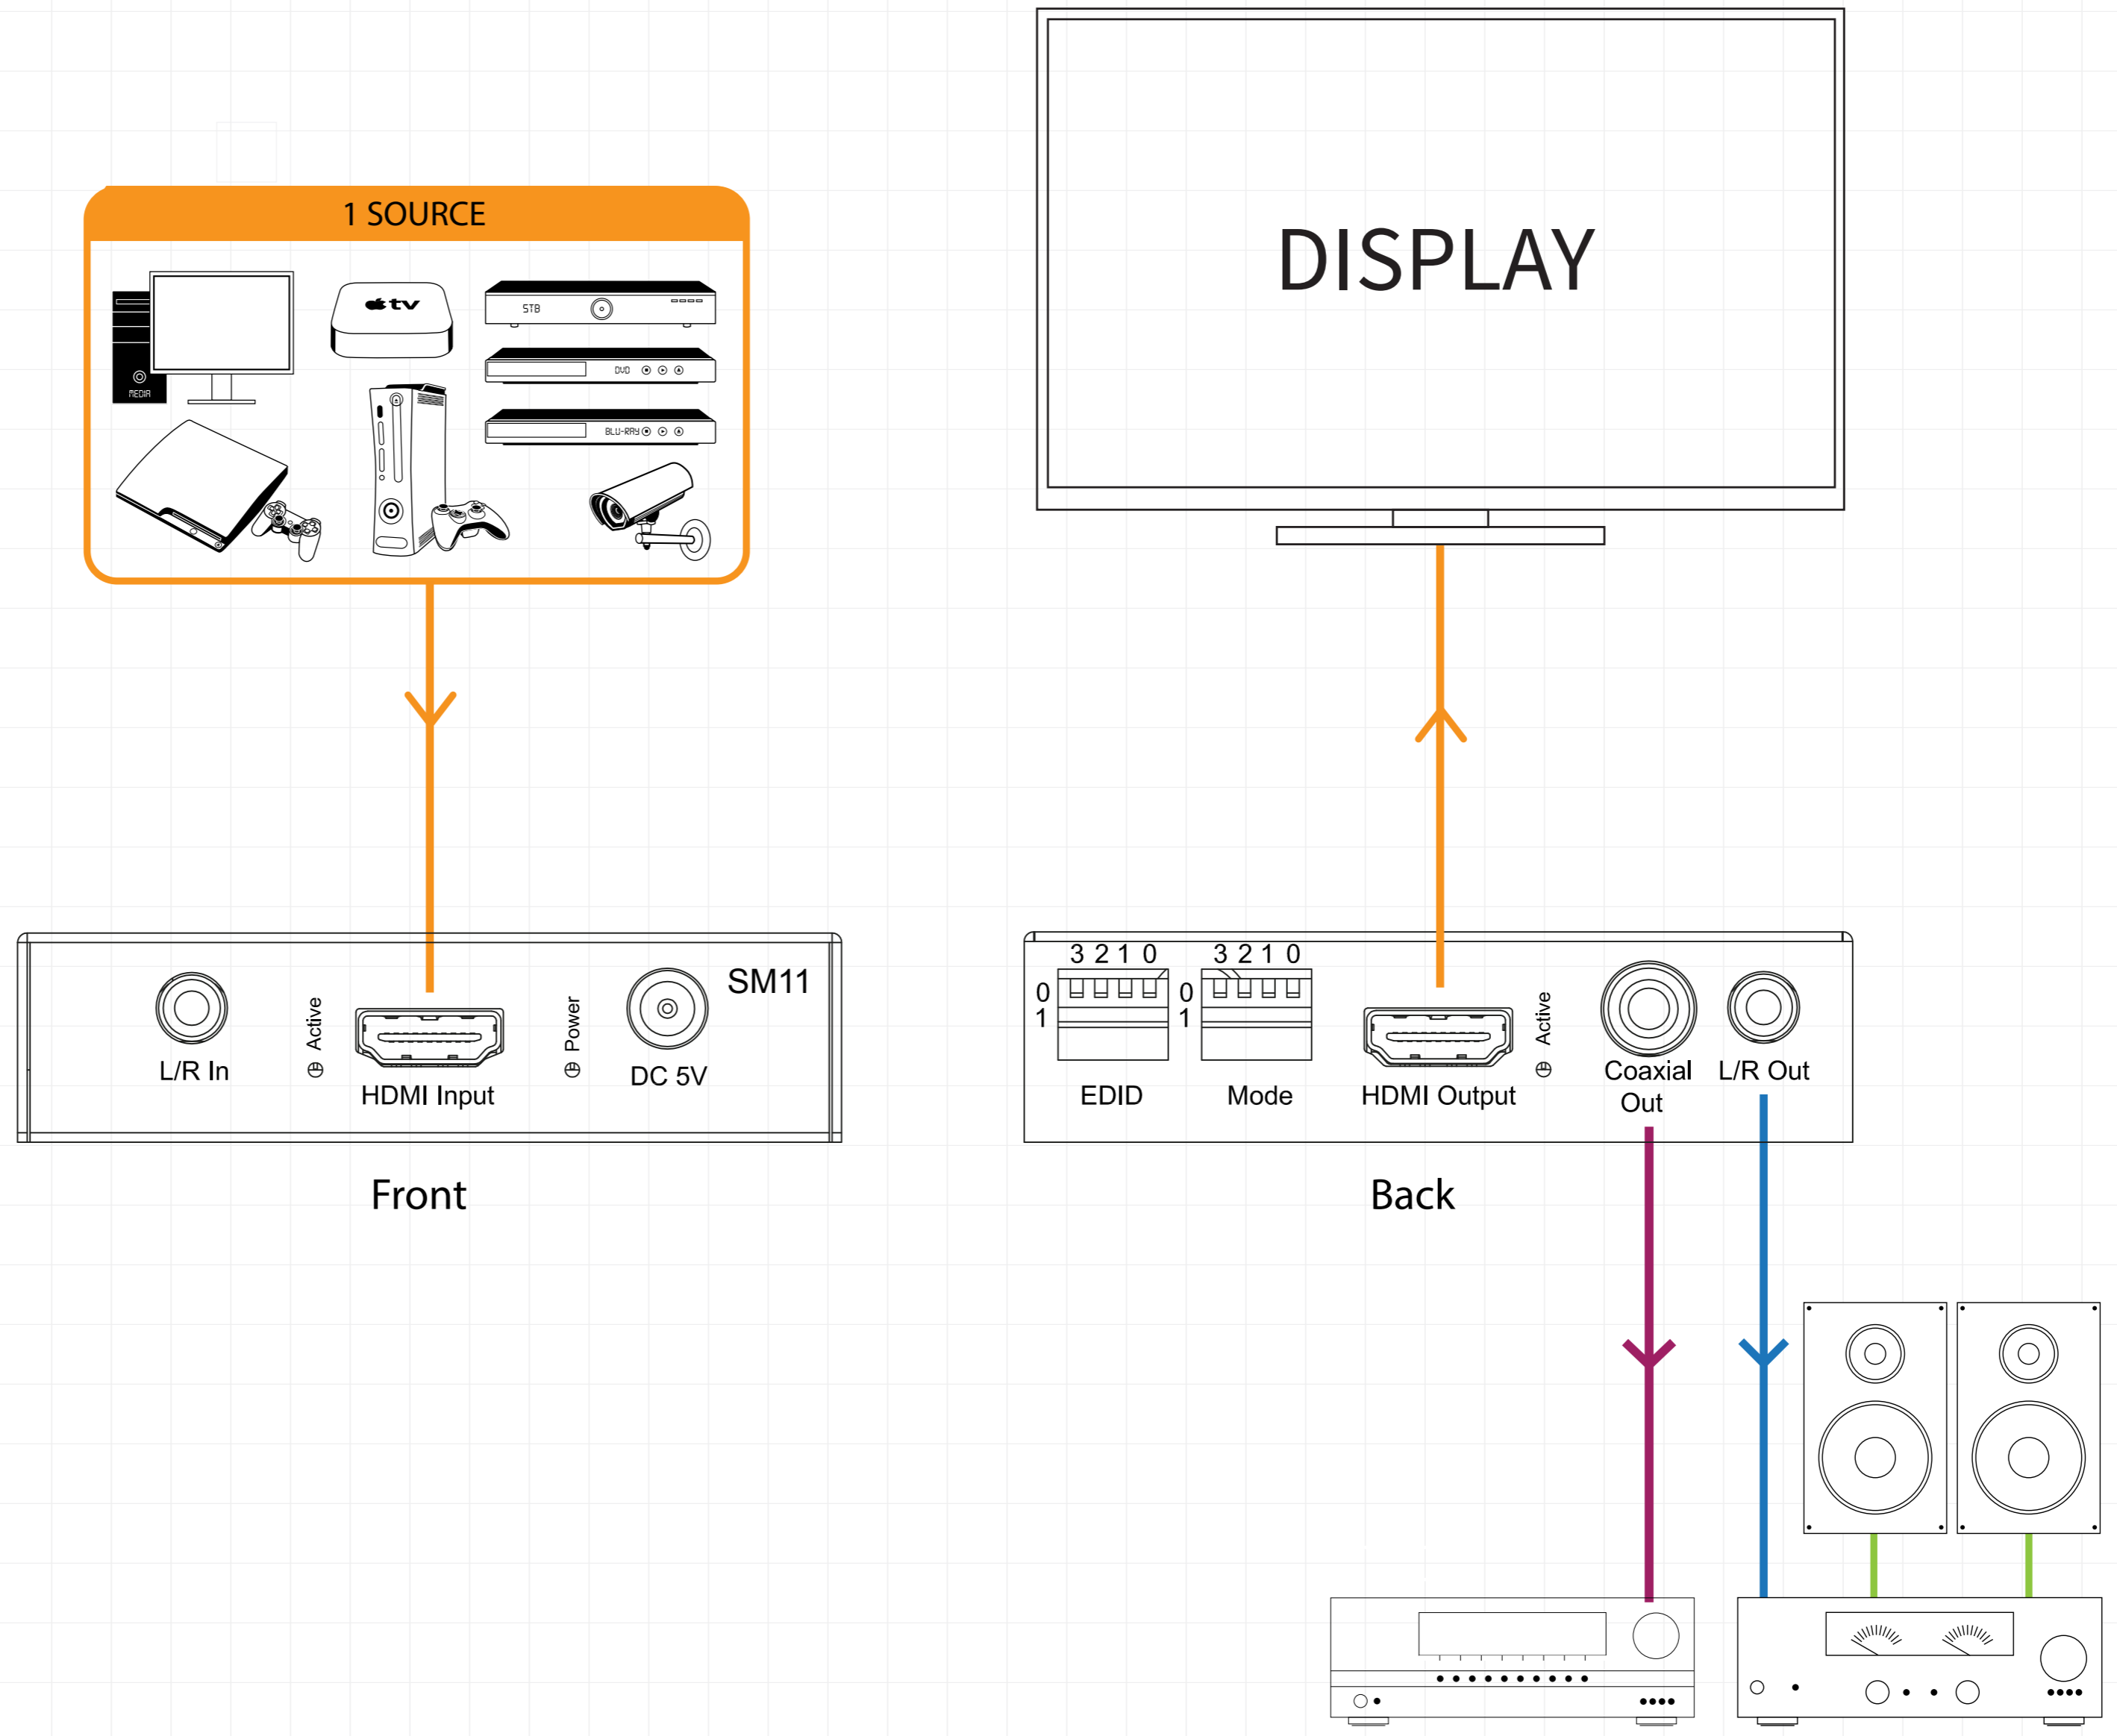 1 SOURCE
DISPLAY
tv
STB
MEDIA
DVD
BLU-RAY
SM11
L/R In
Active
HDMI Input
Power
DC 5V
Front
3 2 1 0
3 2 1 0
0
1
0
1
EDID
Mode
HDMI Output
Active
Coaxial
Out
L/R Out
Back